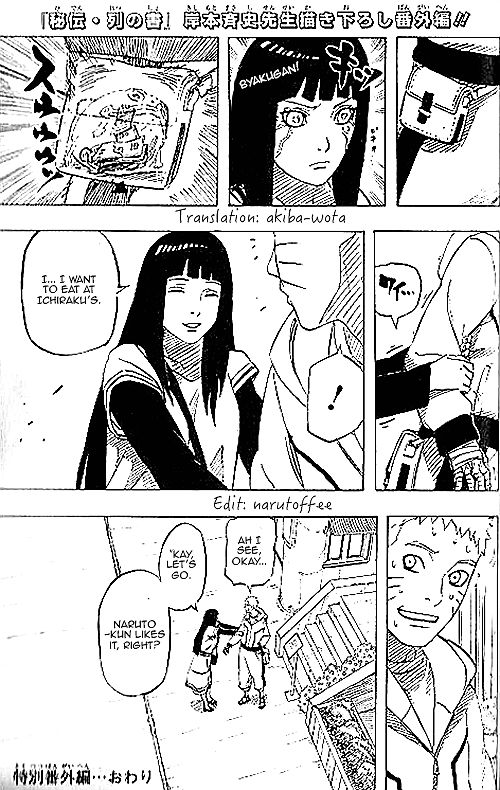 『秘伝・列の書』岸本斉史先生描き下ろし番外編!!
BYAKUGAN!
キッ
Translation: akiba-wota
グイ…
I... I WANT
TO EAT AT
ICHIRAKU'S.
!
Edit: narutoffee
AH I
SEE,
OKAY...
"KAY,
LET'S
GO.
NARUTO
-KUN LIKES
IT, RIGHT?
特別番外編…おわり